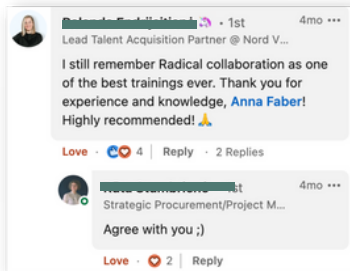 · 1st
4mo ···
Lead Talent Acquisition Partner @ Nord V...
I still remember Radical collaboration as one
of the best trainings ever. Thank you for
experience and knowledge, Anna Faber!
Highly recommended! 🙏
Love · 4 | Reply · 2 Replies
4mo ···
Strategic Procurement/Project M...
Agree with you ;)
Love · 2 | Reply